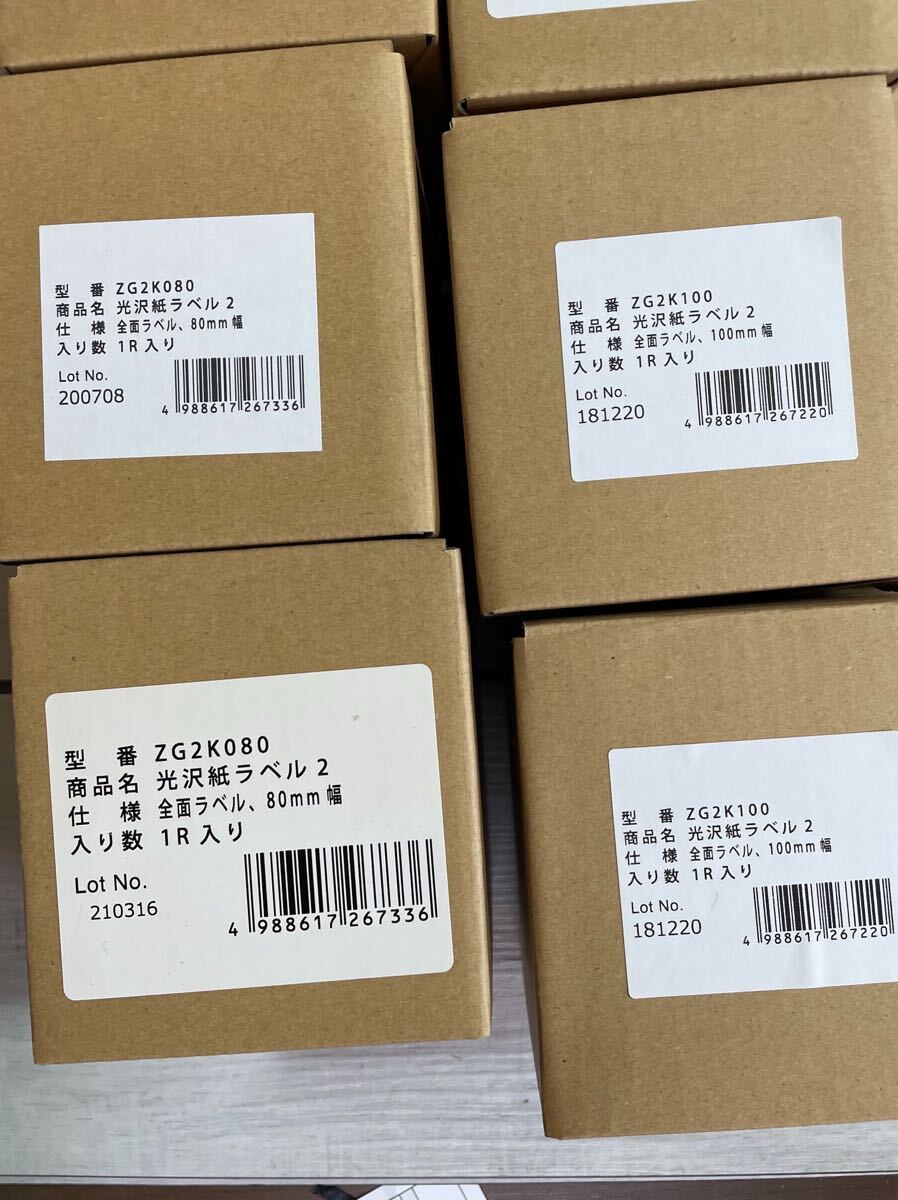 型 番 ZG2K080
商品名 光沢紙ラベル 2
仕 様 全面ラベル、80mm 幅
入り数 1R 入り
Lot No.
200708
4 988617 267336
型 番 ZG2K100
商品名 光沢紙ラベル 2
仕 様 全面ラベル、100mm 幅
入り数 1R 入り
Lot No.
181220
4 988617 267220
型 番 ZG2K080
商品名 光沢紙ラベル 2
仕 様 全面ラベル、80mm 幅
入り数 1R 入り
Lot No.
210316
4 988617 267336
型 番 ZG2K100
商品名 光沢紙ラベル 2
仕 様 全面ラベル、100mm 幅
入り数 1R 入り
Lot No.
181220
4 988617 267220